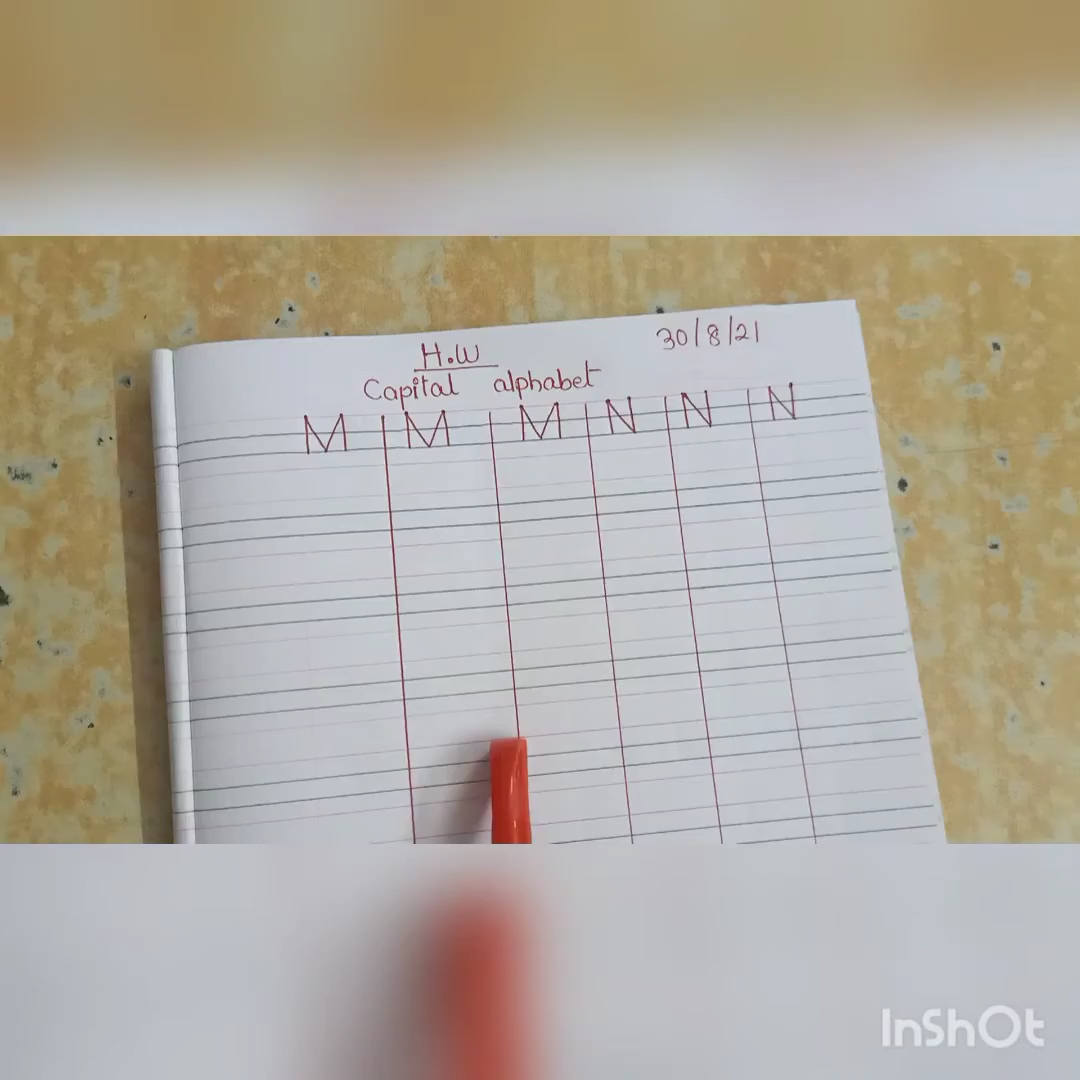 30/8/21
H.W
Capital alphabet
M M M N N N
InShOt